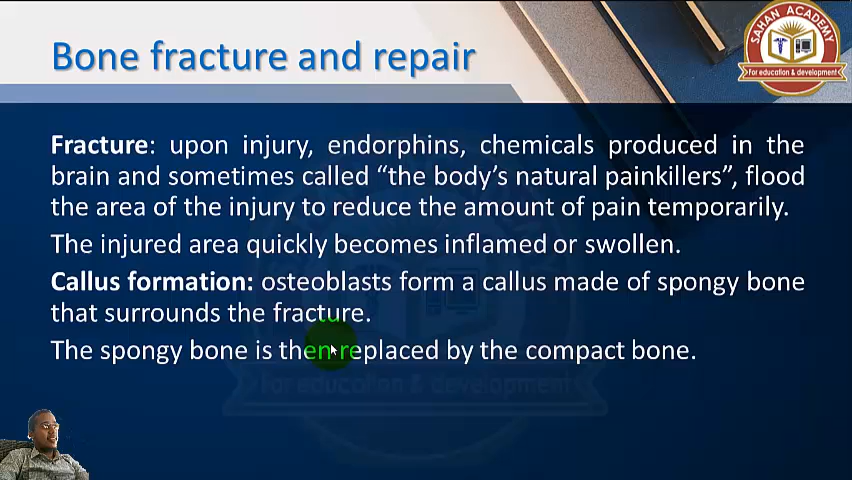 Bone fracture and repair
SAHAN ACADEMY
For education & development
Fracture: upon injury, endorphins, chemicals produced in the
brain and sometimes called “the body’s natural painkillers”, flood
the area of the injury to reduce the amount of pain temporarily.
The injured area quickly becomes inflamed or swollen.
Callus formation: osteoblasts form a callus made of spongy bone
that surrounds the fracture.
The spongy bone is then replaced by the compact bone.
For education & development